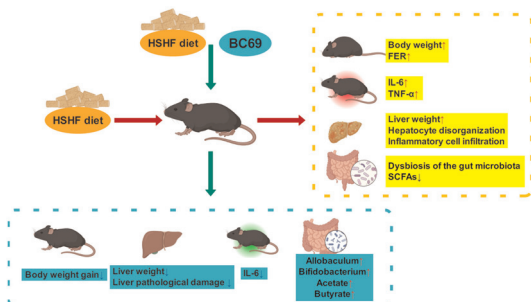 HSHF diet
BC69
HSHF diet
Body weight↑
FER↑
IL-6↑
TNF-α↑
Liver weight↑
Hepatocyte disorganization
Inflammatory cell infiltration
Dysbiosis of the gut microbiota
SCFAs↓
Body weight gain↓
Liver weight↓
Liver pathological damage ↓
IL-6↓
Allobaculum↑
Bifidobacterium↑
Acetate↑
Butyrate↑